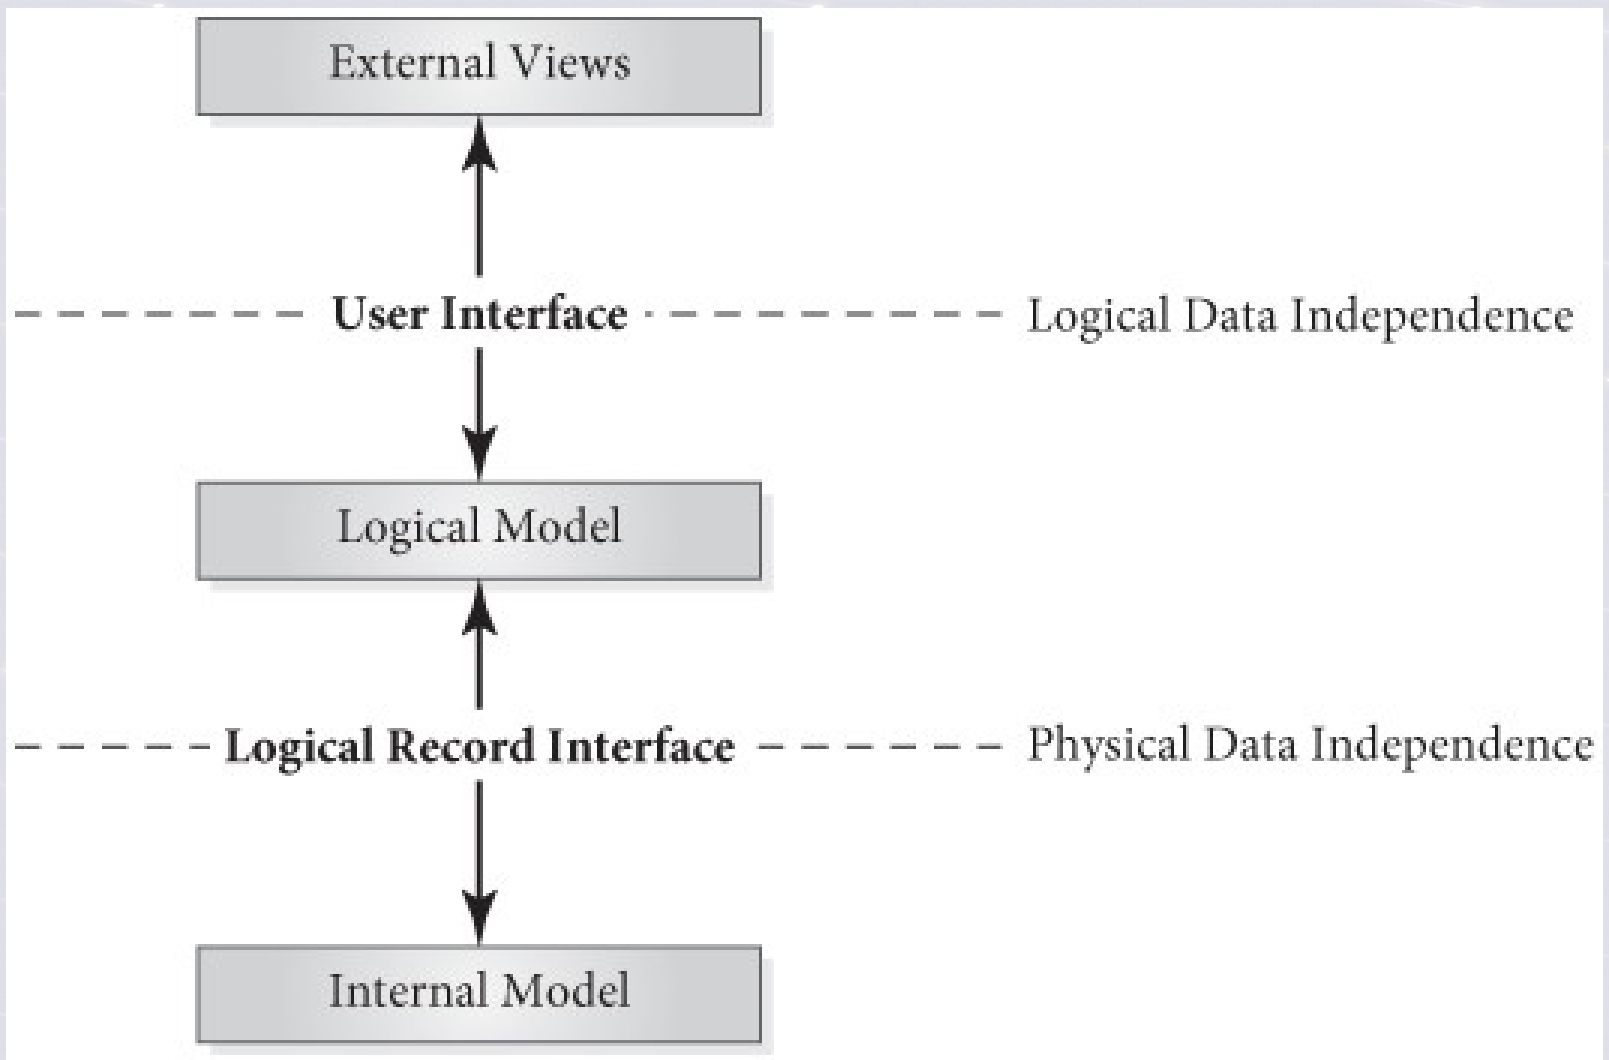 External Views
User Interface
Logical Data Independence
Logical Model
Logical Record Interface
Physical Data Independence
Internal Model